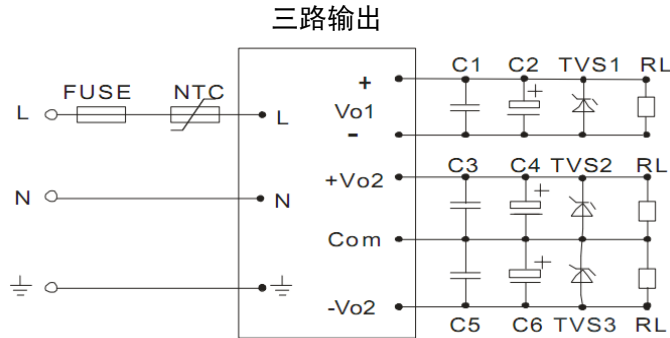 三路输出
C1 C2 TVS1 RL
FUSE NTC
+
L L Vo1
-
C3 C4 TVS2 RL
+Vo2
N N
Com
-Vo2
C5 C6 TVS3 RL